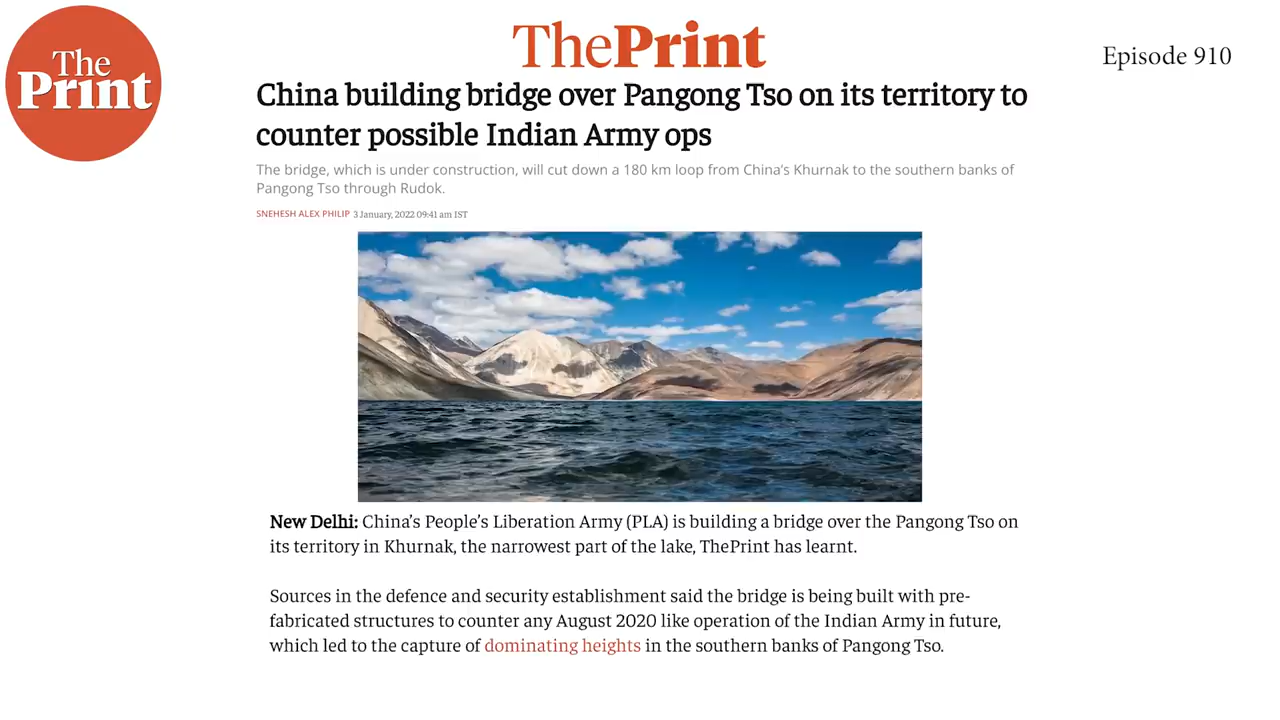 The
Print
ThePrint
Episode 910
China building bridge over Pangong Tso on its territory to
counter possible Indian Army ops
The bridge, which is under construction, will cut down a 180 km loop from China's Khurnak to the southern banks of
Pangong Tso through Rudok.
SNEHESH ALEX PHILIP 3 January, 2022 09:41 am IST
New Delhi: China's People's Liberation Army (PLA) is building a bridge over the Pangong Tso on
its territory in Khurnak, the narrowest part of the lake, ThePrint has learnt.
Sources in the defence and security establishment said the bridge is being built with pre-
fabricated structures to counter any August 2020 like operation of the Indian Army in future,
which led to the capture of dominating heights in the southern banks of Pangong Tso.